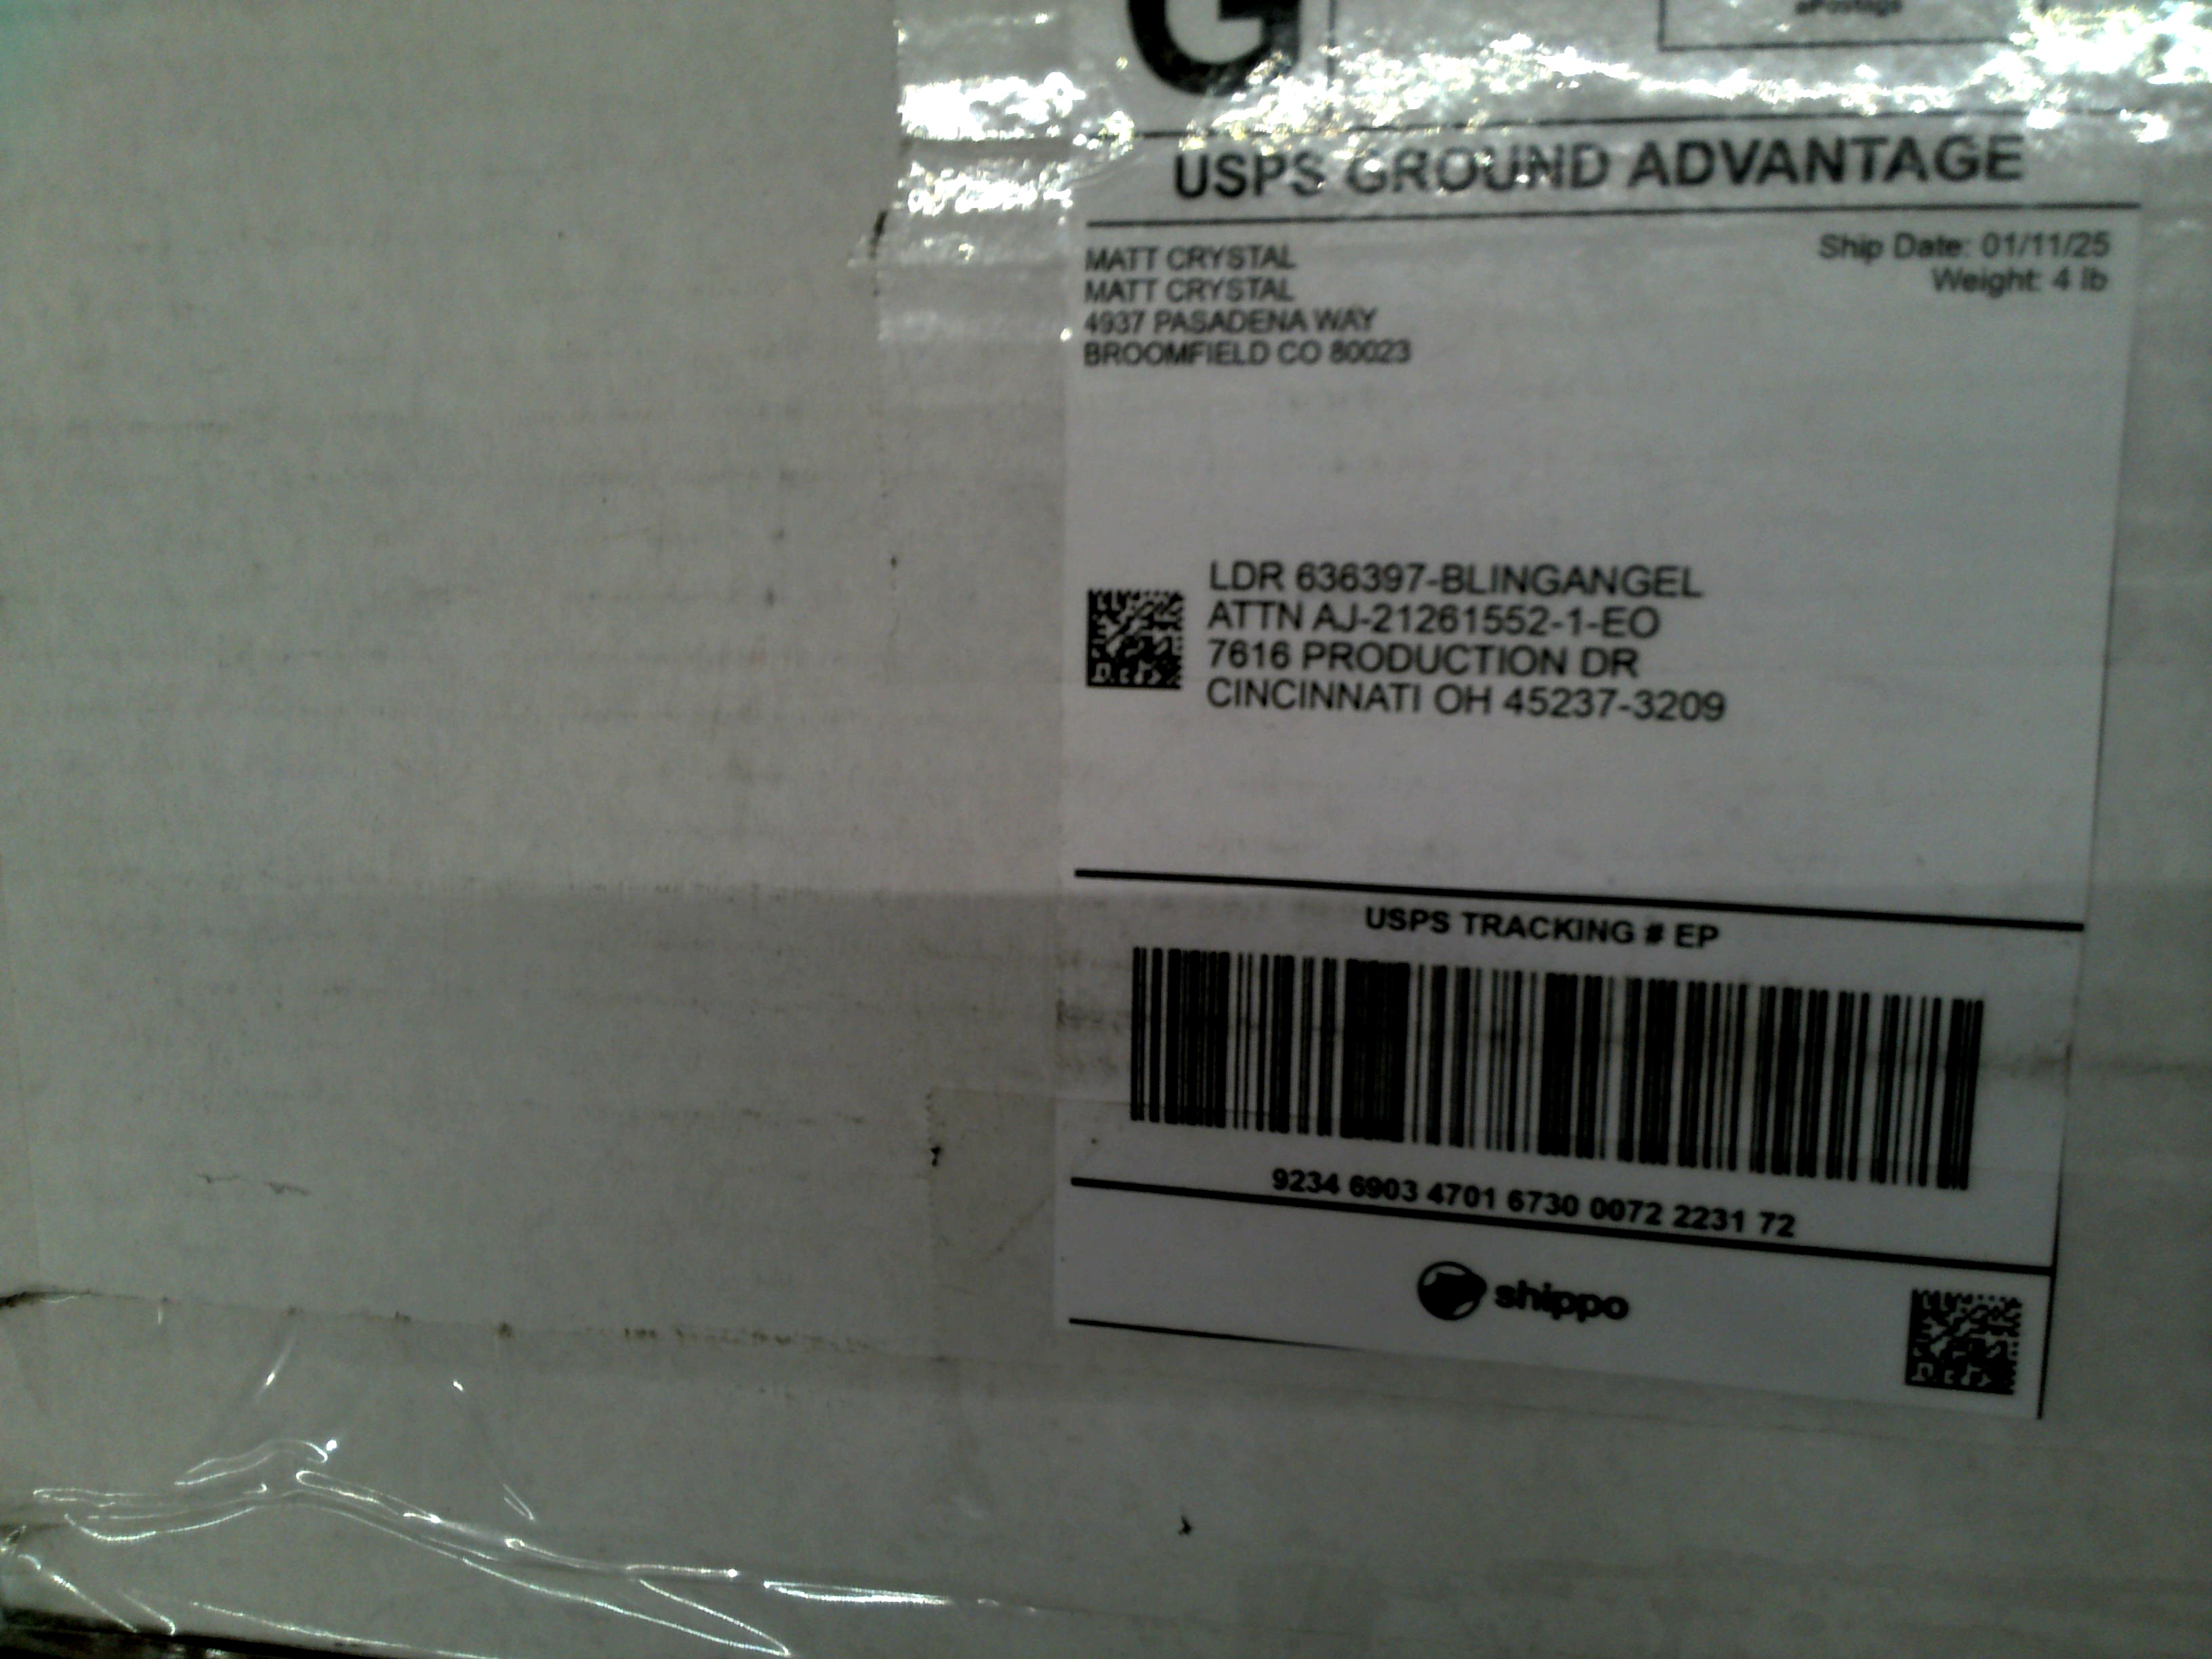 G
ePostage
USPS GROUND ADVANTAGE
MATT CRYSTAL
MATT CRYSTAL
4937 PASADENA WAY
BROOMFIELD CO 80023
Ship Date: 01/11/25
Weight: 4 lb
LDR 636397-BLINGANGEL
ATTN AJ-21261552-1-EO
7616 PRODUCTION DR
CINCINNATI OH 45237-3209
USPS TRACKING # EP
9234 6903 4701 6730 0072 2231 72
shippo